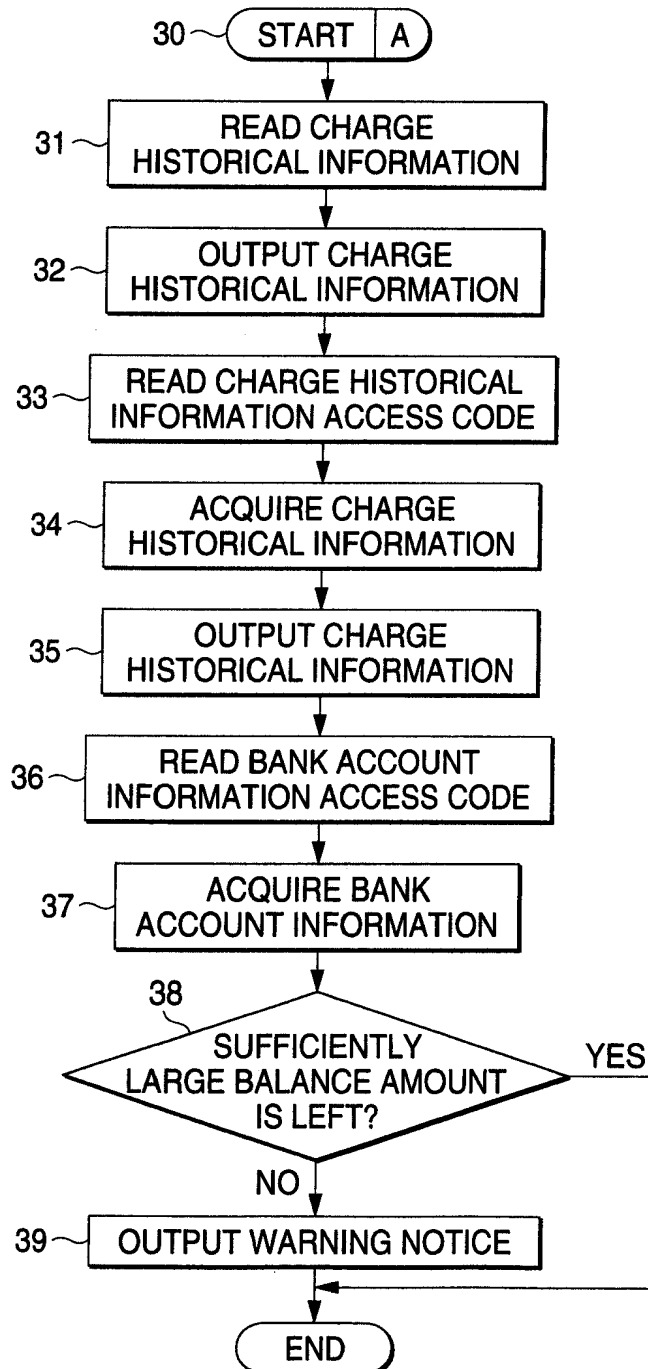 30
START A
31
READ CHARGE
HISTORICAL INFORMATION
32
OUTPUT CHARGE
HISTORICAL INFORMATION
33
READ CHARGE HISTORICAL
INFORMATION ACCESS CODE
34
ACQUIRE CHARGE
HISTORICAL INFORMATION
35
OUTPUT CHARGE
HISTORICAL INFORMATION
36
READ BANK ACCOUNT
INFORMATION ACCESS CODE
37
ACQUIRE BANK
ACCOUNT INFORMATION
38
SUFFICIENTLY
LARGE BALANCE AMOUNT
IS LEFT?
YES
NO
39
OUTPUT WARNING NOTICE
END